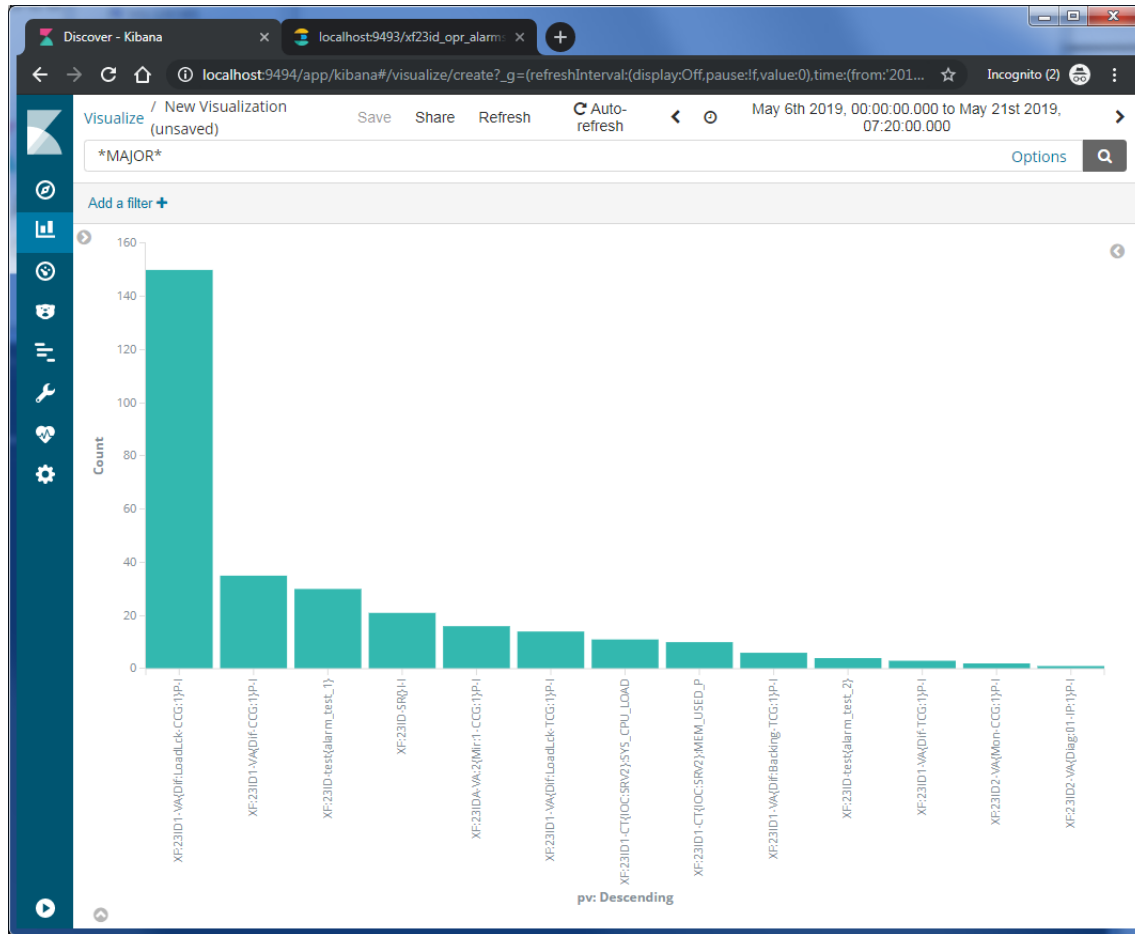 Discover - Kibana
localhost:9493/xf23id_opr_alarms
localhost:9494/app/kibana#/visualize/create?_g=(refreshInterval:(display:Off,pause:!f,value:0),time:(from:'201...
Incognito (2)
Visualize / New Visualization (unsaved)
Save
Share
Refresh
Auto-refresh
May 6th 2019, 00:00:00.000 to May 21st 2019, 07:20:00.000
*MAJOR*
Options
Add a filter
160
140
120
100
80
60
40
20
0
Count
XF:23ID1-VA{Dif:LoadLck-CCG:1}P-I
XF:23ID1-VA{Dif-CCG:1}P-I
XF:23ID-test{alarm_test_1}
XF:23ID-SR{}I-I
XF:23IDA-VA:2{Mir:1-CCG:1}P-I
XF:23ID1-VA{Dif:LoadLck-TCG:1}P-I
XF:23ID1-CT{IOC:SRV2}:SYS_CPU_LOAD
XF:23ID1-CT{IOC:SRV2}:MEM_USED_P
XF:23ID1-VA{Dif:Backing-TCG:1}P-I
XF:23ID-test{alarm_test_2}
XF:23ID1-VA{Dif-TCG:1}P-I
XF:23ID2-VA{Mon-CCG:1}P-I
XF:23ID2-VA{Diag:01-IP:1}P-I
pv: Descending